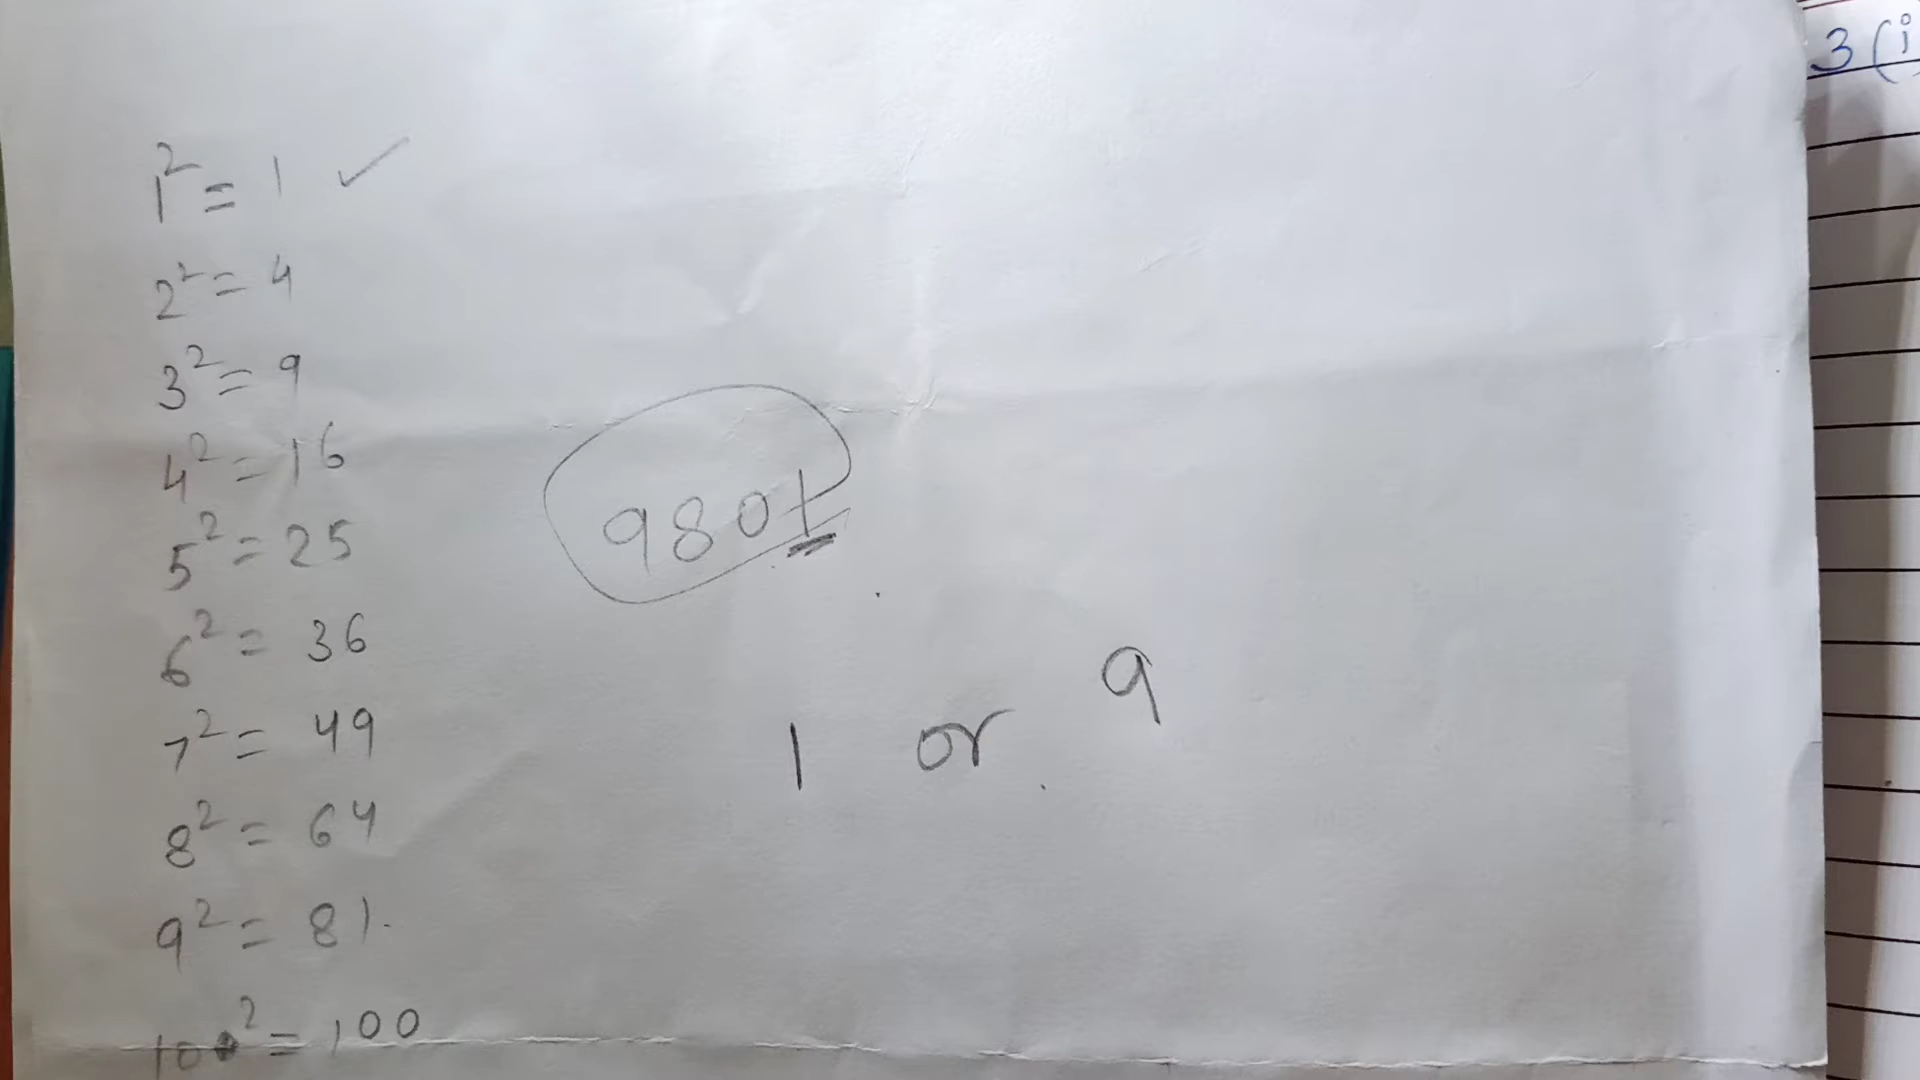 1² = 1 ✓
2² = 4
3² = 9
4² = 16
5² = 25
6² = 36
7² = 49
8² = 64
9² = 81.
10² = 100
9801
1 or 9
3 (i